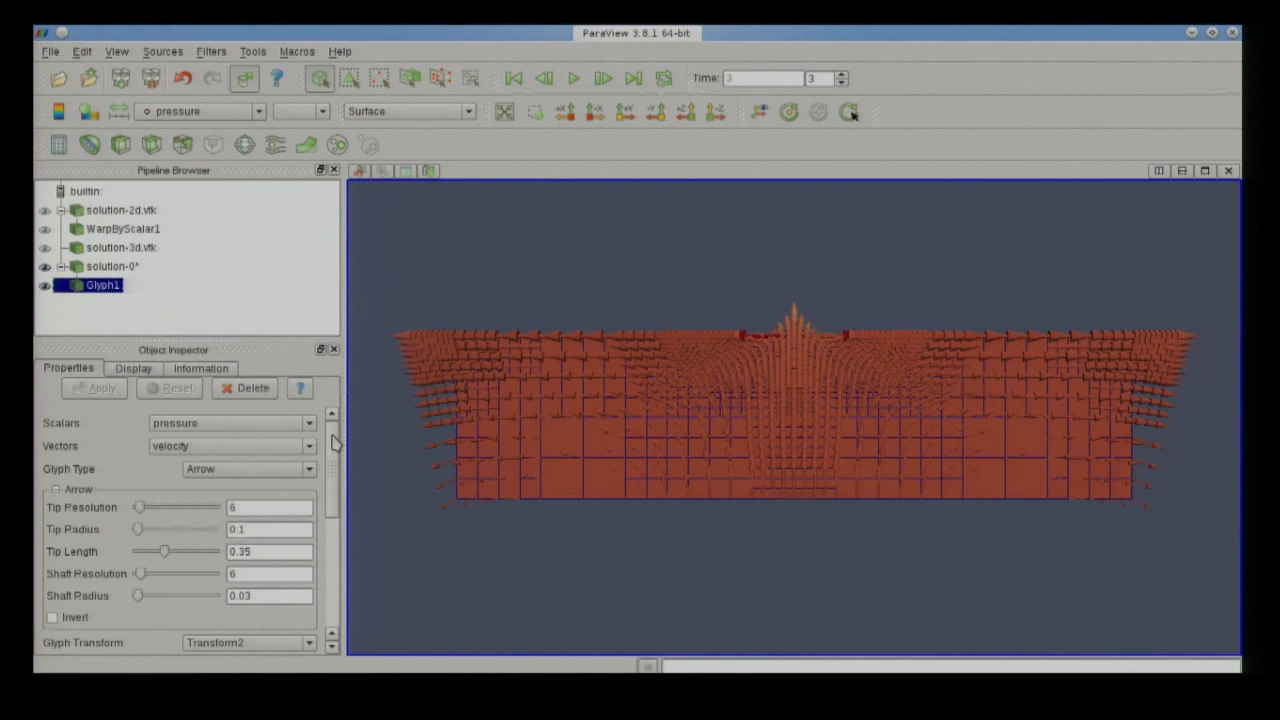 ParaView 3.8.1 64-bit
File Edit View Sources Filters Tools Macros Help
Time: 3 3
pressure Surface
+X -X +Y -Y +Z -Z
Pipeline Browser
builtin:
solution-2d.vtk
WarpByScalar1
solution-3d.vtk
solution-0*
Glyph1
Object Inspector
Properties Display Information
Apply Reset Delete ?
Scalars pressure
Vectors velocity
Glyph Type Arrow
Arrow
Tip Resolution 6
Tip Radius 0.1
Tip Length 0.35
Shaft Resolution 6
Shaft Radius 0.03
Invert
Glyph Transform Transform2